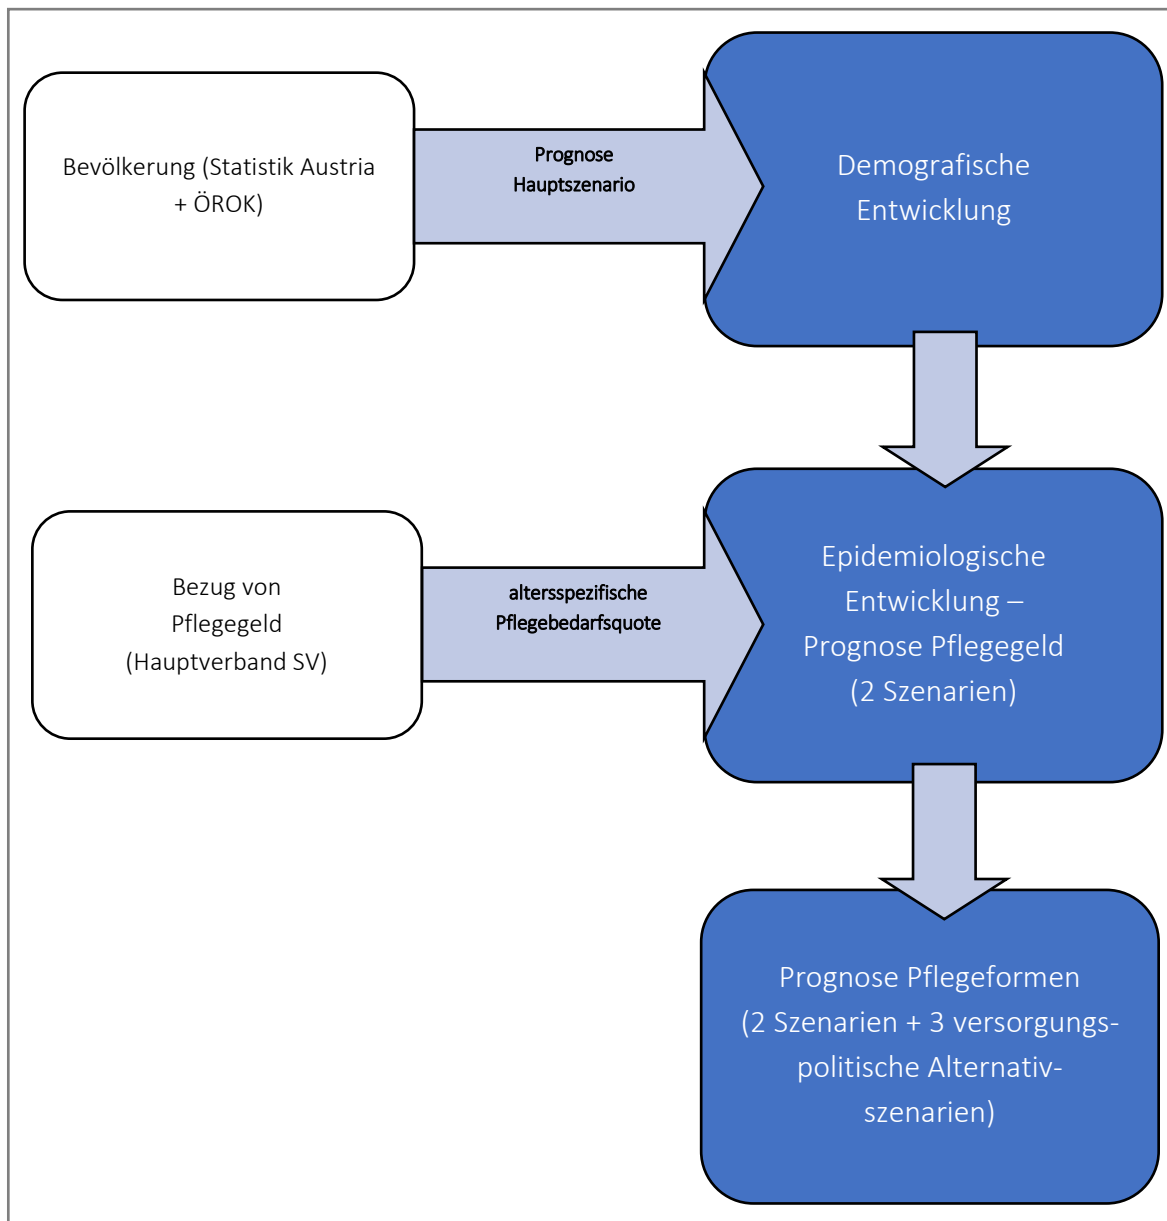 Bevölkerung (Statistik Austria
+ ÖROK)
Prognose
Hauptszenario
Demografische
Entwicklung
Bezug von
Pflegegeld
(Hauptverband SV)
altersspezifische
Pflegebedarfsquote
Epidemiologische
Entwicklung –
Prognose Pflegegeld
(2 Szenarien)
Prognose Pflegeformen
(2 Szenarien + 3 versorgungs-
politische Alternativ-
szenarien)